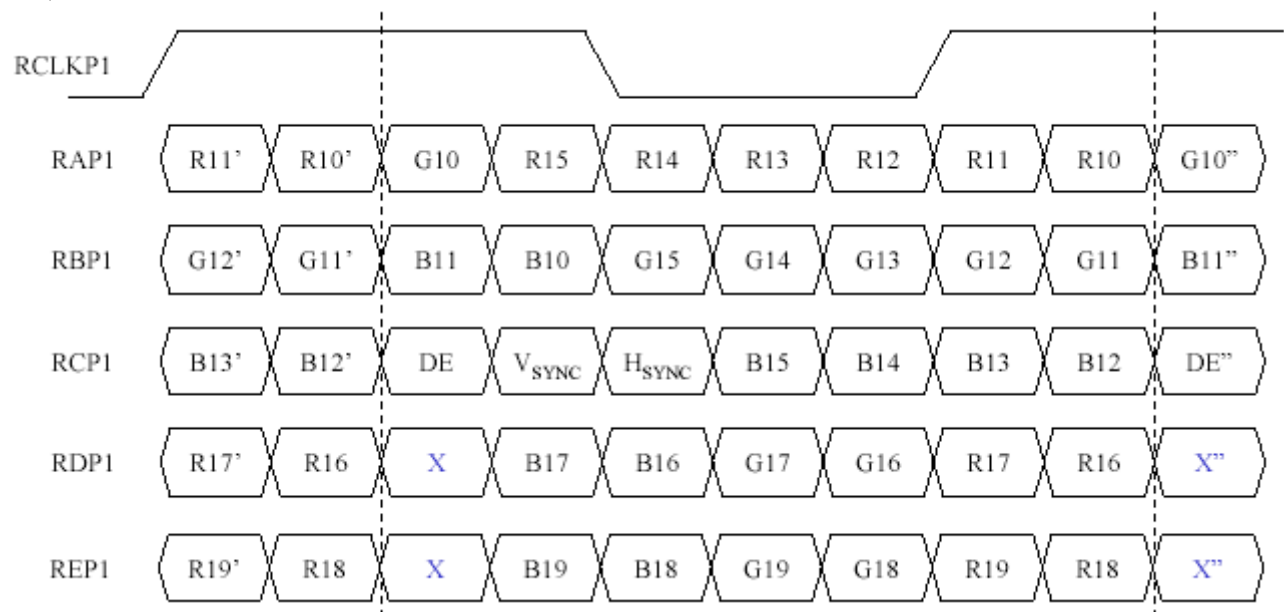 RCLKP1
RAP1 R11’ R10’ G10 R15 R14 R13 R12 R11 R10 G10”
RBP1 G12’ G11’ B11 B10 G15 G14 G13 G12 G11 B11”
RCP1 B13’ B12’ DE VSYNC HSYNC B15 B14 B13 B12 DE”
RDP1 R17’ R16 X B17 B16 G17 G16 R17 R16 X”
REP1 R19’ R18 X B19 B18 G19 G18 R19 R18 X”